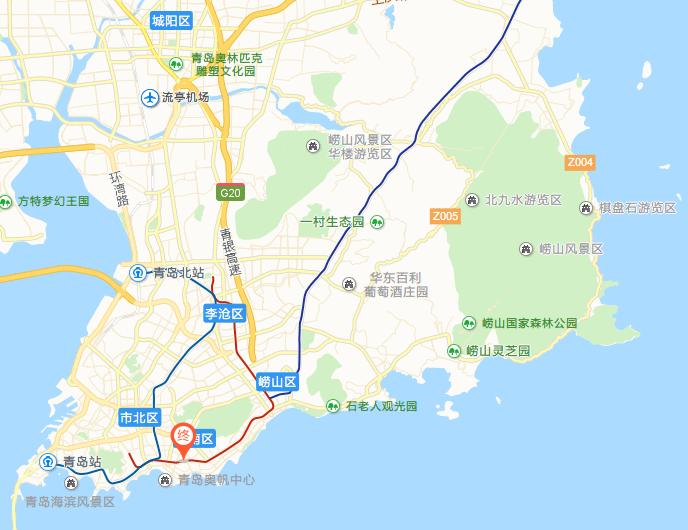 城阳区
青岛奥林匹克
雕塑文化园
流亭机场
崂山风景区
华楼游览区
Z004
环湾路
G20
方特梦幻王国
北九水游览区
棋盘石游览区
Z005
一村生态园
青银高速
崂山风景区
青岛北站
华东百利
葡萄酒庄园
李沧区
崂山国家森林公园
崂山灵芝园
崂山区
石老人观光园
市北区
终
南区
青岛站
青岛奥帆中心
青岛海滨风景区